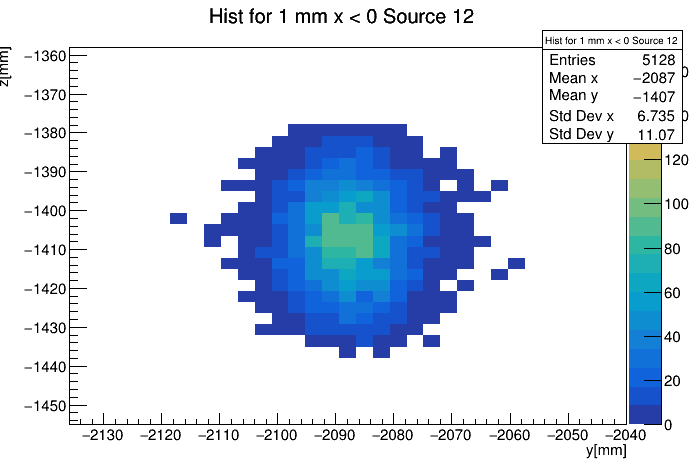 Hist for 1 mm x < 0 Source 12
z[mm]
Hist for 1 mm x < 0 Source 12
Entries 5128
Mean x −2087
Mean y −1407
Std Dev x 6.735
Std Dev y 11.07
−1360
−1370
−1380
−1390
−1400
−1410
−1420
−1430
−1440
−1450
120
100
80
60
40
20
0
−2130 −2120 −2110 −2100 −2090 −2080 −2070 −2060 −2050 −2040
y[mm]